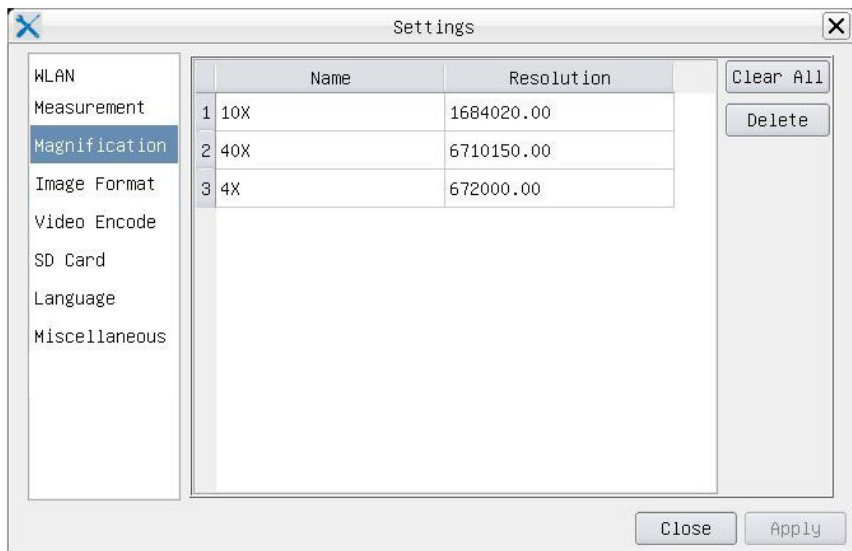 Settings
WLAN
Measurement
Magnification
Image Format
Video Encode
SD Card
Language
Miscellaneous
Name Resolution
1 10X 1684020.00
2 40X 6710150.00
3 4X 672000.00
Clear All
Delete
Close Apply